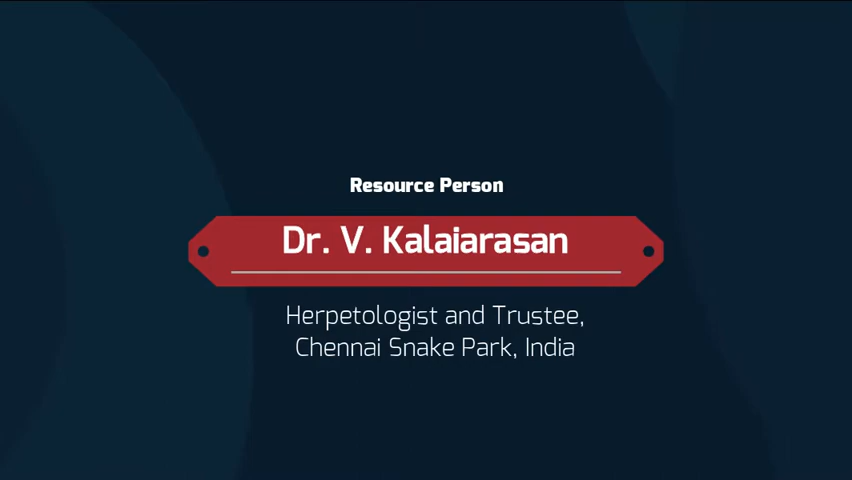 Resource Person
Dr. V. Kalaiarasan
Herpetologist and Trustee,
Chennai Snake Park, India